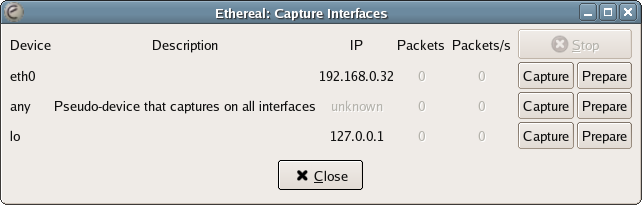 Ethereal: Capture Interfaces
Device Description IP Packets Packets/s Stop
eth0 192.168.0.32 0 0 Capture Prepare
any Pseudo-device that captures on all interfaces unknown 0 0 Capture Prepare
lo 127.0.0.1 0 0 Capture Prepare
Close